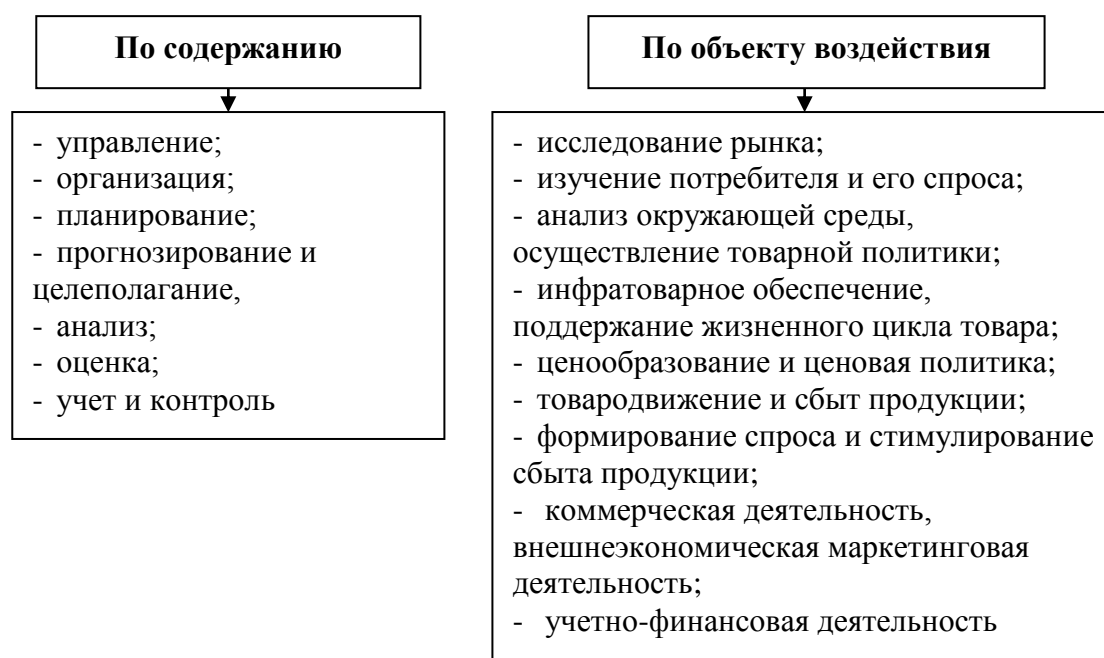 По содержанию
- управление;
- организация;
- планирование;
- прогнозирование и
целеполагание,
- анализ;
- оценка;
- учет и контроль
По объекту воздействия
- исследование рынка;
- изучение потребителя и его спроса;
- анализ окружающей среды,
осуществление товарной политики;
- инфратоварное обеспечение,
поддержание жизненного цикла товара;
- ценообразование и ценовая политика;
- товародвижение и сбыт продукции;
- формирование спроса и стимулирование
сбыта продукции;
- коммерческая деятельность,
внешнеэкономическая маркетинговая
деятельность;
- учетно-финансовая деятельность